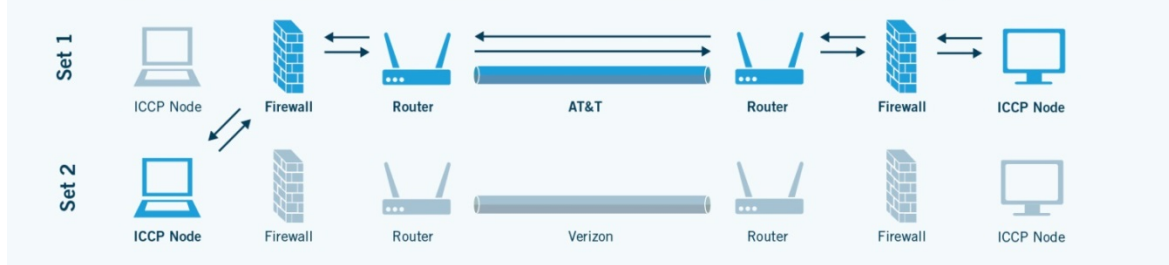 Set 1
ICCP Node Firewall Router AT&T Router Firewall ICCP Node
Set 2
ICCP Node Firewall Router Verizon Router Firewall ICCP Node